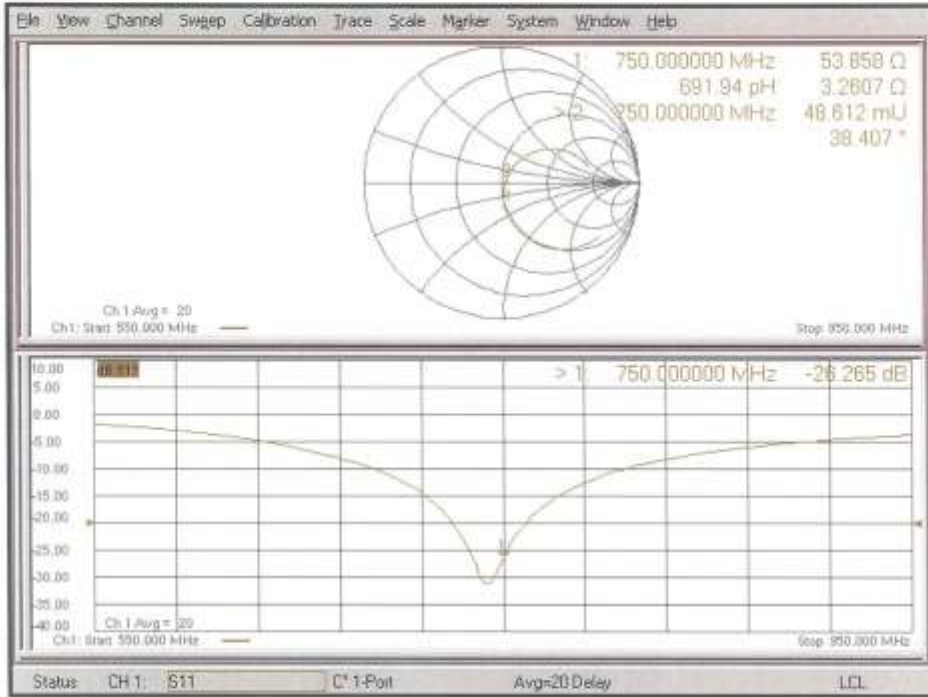 File View Channel Sweep Calibration Trace Scale Marker System Window Help
1: 750.000000 MHz 53.858 Ω
691.94 pH 3.2607 Ω
> 2: 750.000000 MHz 48.612 mU
38.407 °
Ch 1 Avg = 20
Ch1: Start 550.000 MHz Stop 950.000 MHz
10.00 > 1: 750.000000 MHz -26.265 dB
5.00
0.00
-5.00
-10.00
-15.00
-20.00
-25.00
-30.00
-35.00
-40.00
Ch 1 Avg = 20
Ch1: Start 550.000 MHz Stop 950.000 MHz
Status CH 1: S11 C* 1-Port Avg=20 Delay LCL